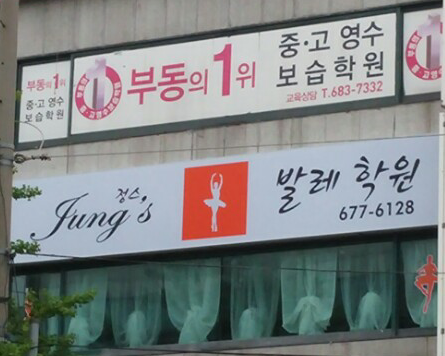 부동의 1위
중·고 영수
보습학원
부동의 1위
중·고 영수
보습학원
교육상담 T.683-7332
정스
Jung's
발레 학원
677-6128